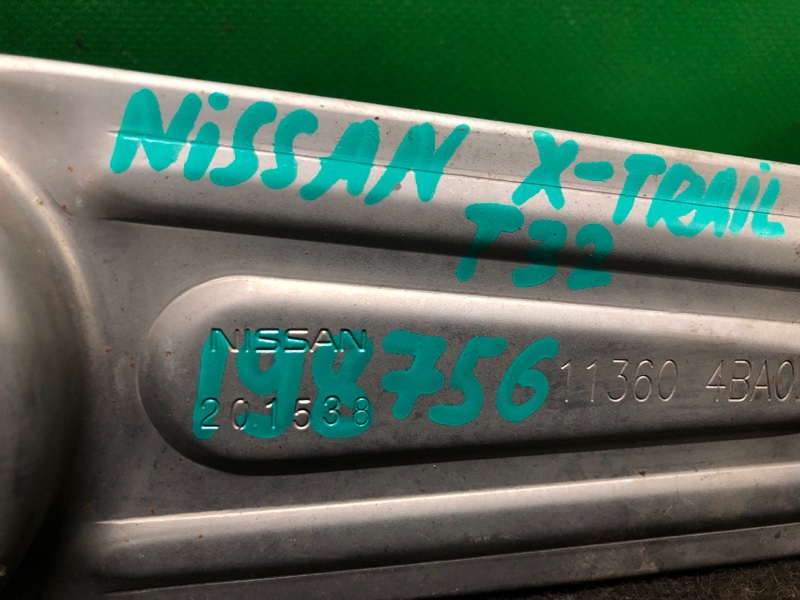 NISSAN X-TRAIL
T32
NISSAN
198756 11360 4BA0
201538